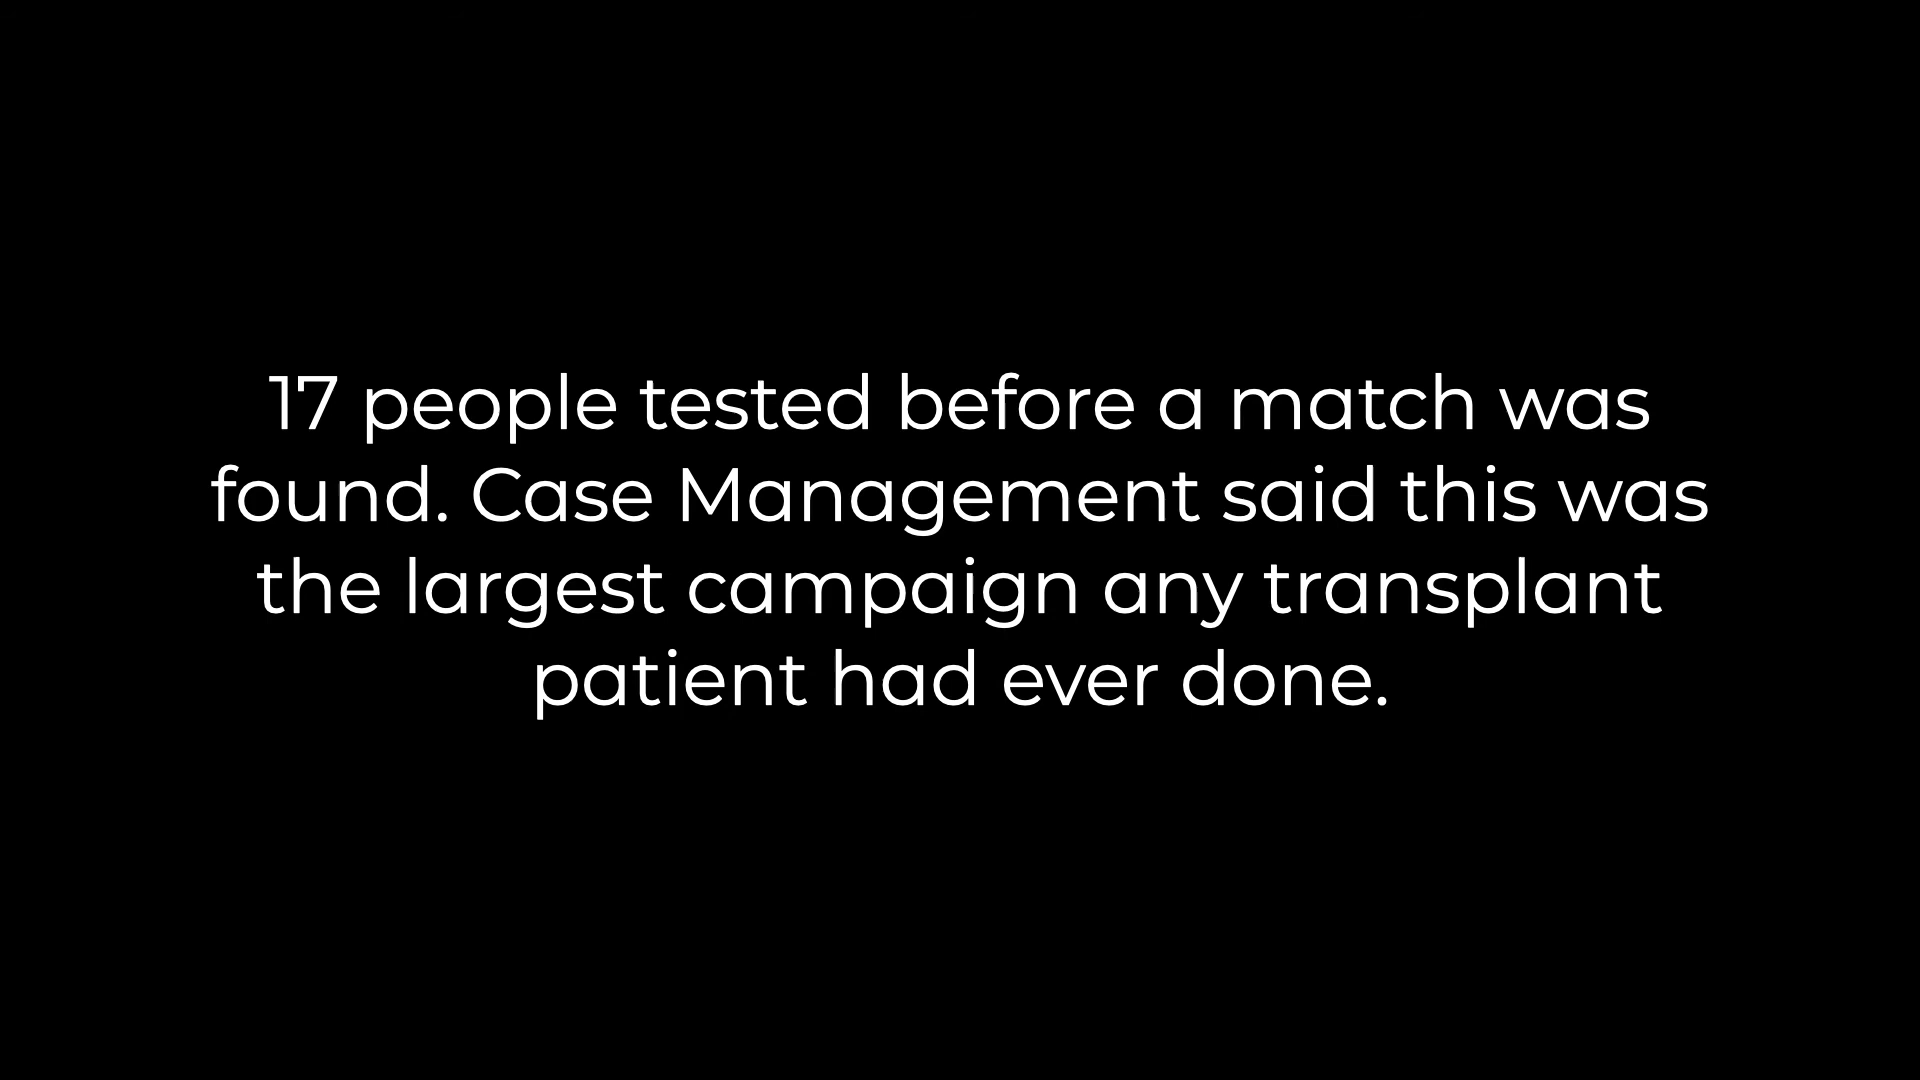 17 people tested before a match was
found. Case Management said this was
the largest campaign any transplant
patient had ever done.